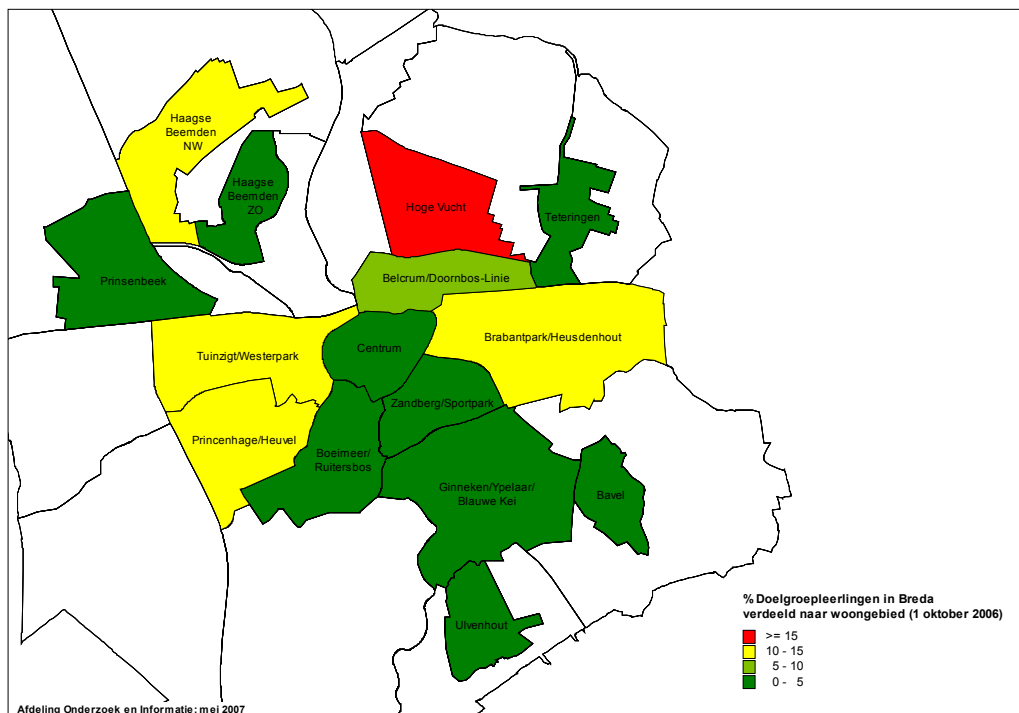 Haagse
Beemden
NW
Haagse
Beemden
ZO
Hoge Vucht
Teteringen
Prinsenbeek
Belcrum/Doornbos-Linie
Brabantpark/Heusdenhout
Centrum
Tuinzigt/Westerpark
Zandberg/Sportpark
Princenhage/Heuvel
Boeimeer/
Ruitersbos
Ginneken/Ypelaar/
Blauwe Kei
Bavel
Ulvenhout
% Doelgroepleerlingen in Breda
verdeeld naar woongebied (1 oktober 2006)
>= 15
10 - 15
5 - 10
0 - 5
Afdeling Onderzoek en Informatie: mei 2007